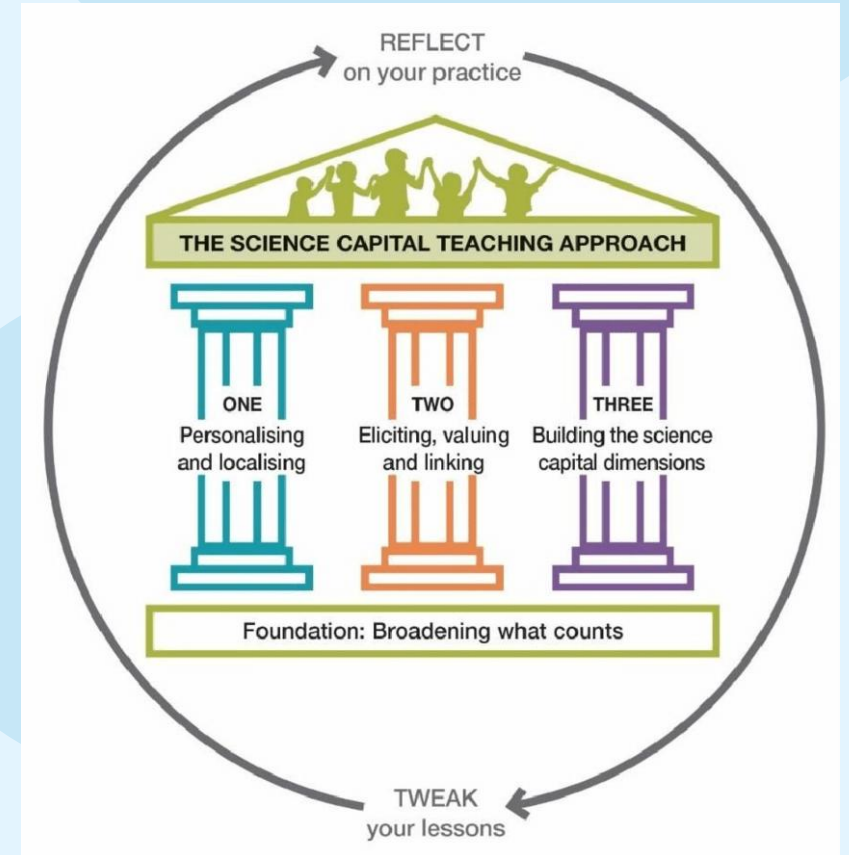 REFLECT
on your practice
THE SCIENCE CAPITAL TEACHING APPROACH
ONE
Personalising
and localising
TWO
Eliciting, valuing
and linking
THREE
Building the science
capital dimensions
Foundation: Broadening what counts
TWEAK
your lessons